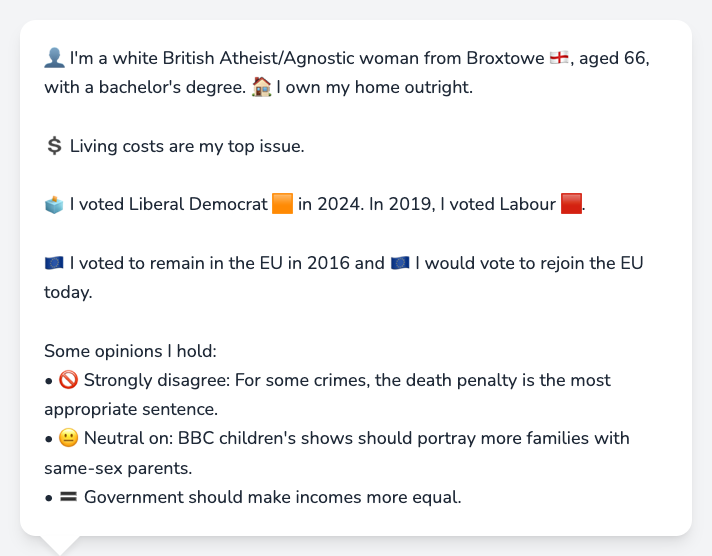 👤 I'm a white British Atheist/Agnostic woman from Broxtowe 🏴󠁧󠁢󠁥󠁮󠁧󠁿, aged 66,
with a bachelor's degree. 🏠 I own my home outright.
💲 Living costs are my top issue.
🗳️ I voted Liberal Democrat 🟧 in 2024. In 2019, I voted Labour 🟥.
🇪🇺 I voted to remain in the EU in 2016 and 🇪🇺 I would vote to rejoin the EU
today.
Some opinions I hold:
• 🚫 Strongly disagree: For some crimes, the death penalty is the most
appropriate sentence.
• 😐 Neutral on: BBC children's shows should portray more families with
same-sex parents.
• 🟰 Government should make incomes more equal.